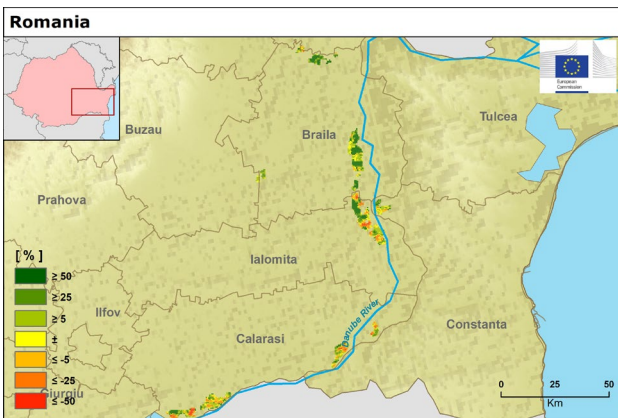 Romania
European
Commission
Tulcea
Buzau
Braila
Prahova
Ialomita
[ % ]
≥ 50
≥ 25
≥ 5
±
≤ -5
≤ -25
≤ -50
Ilfov
Calarasi
Danube River
Constanta
Giurgiu
0 25 50
Km